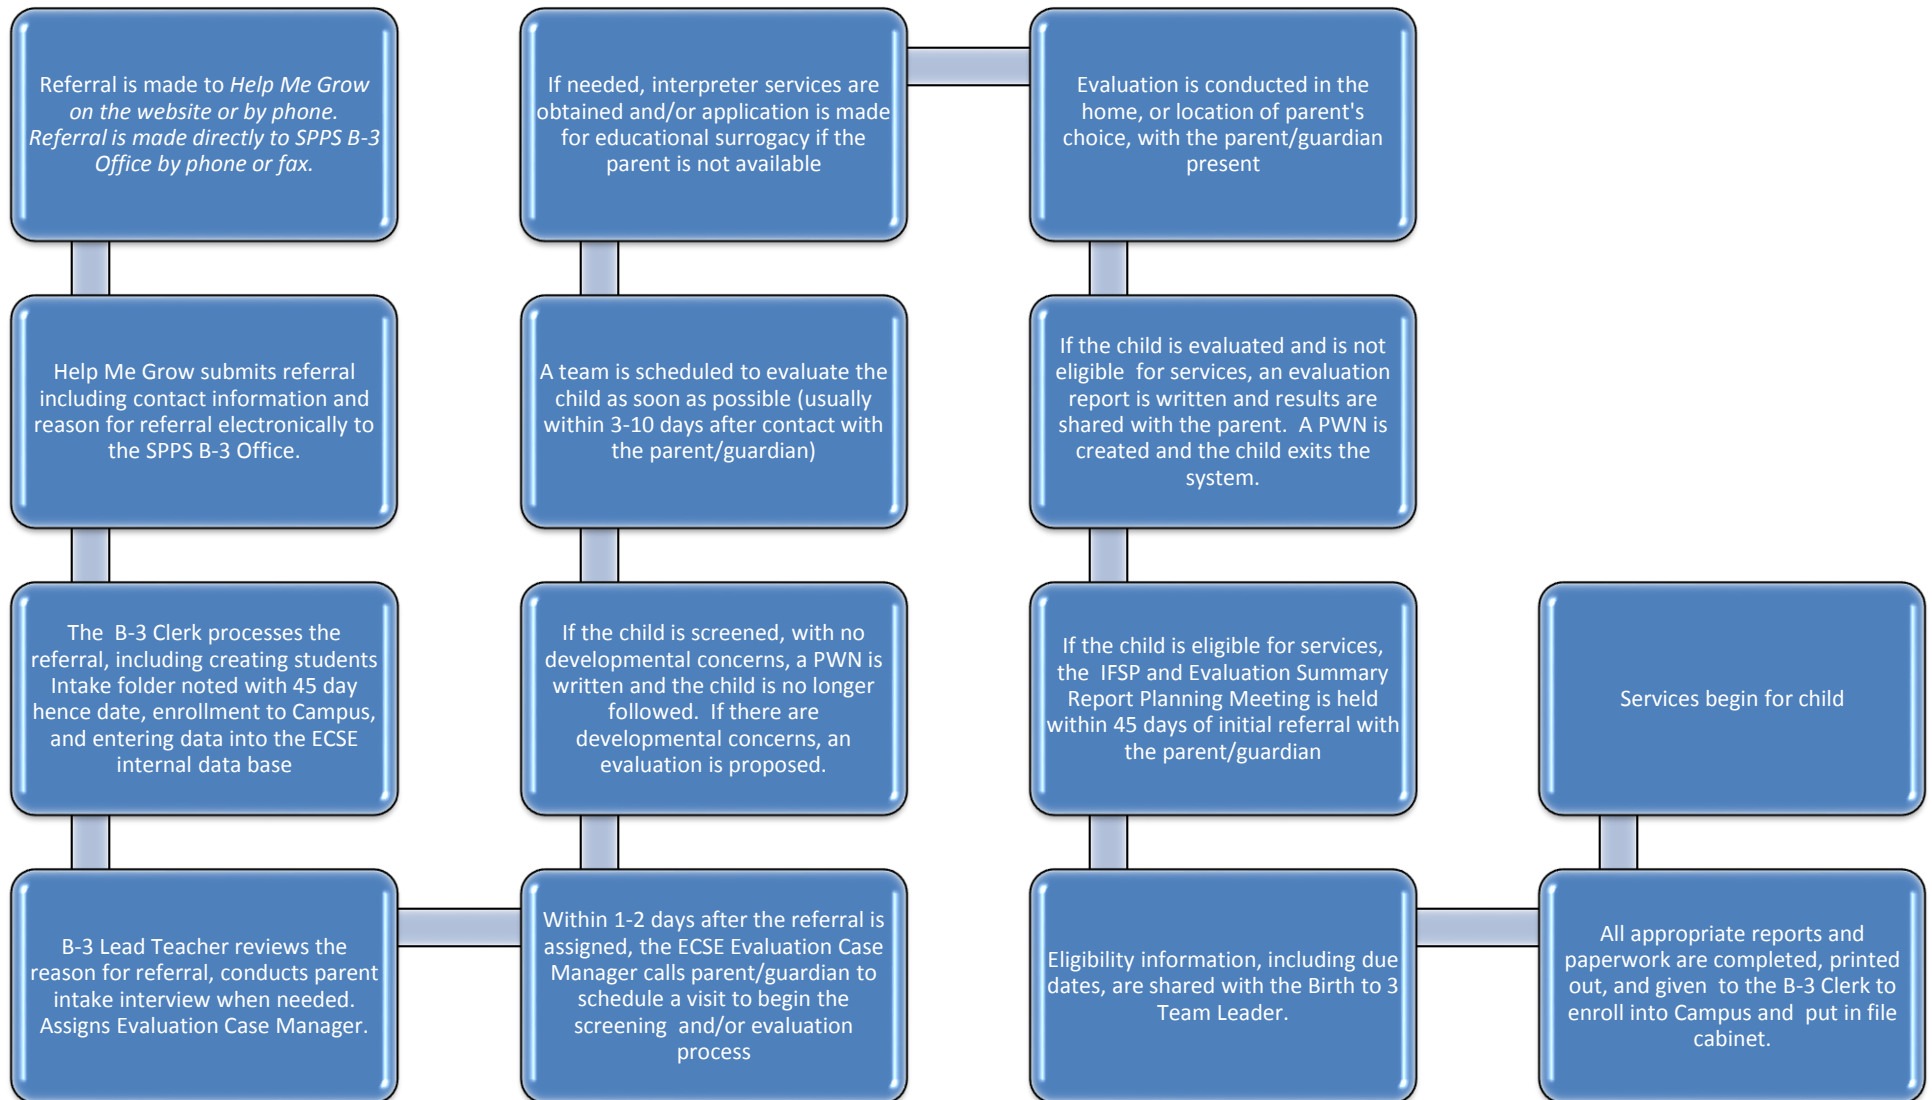 Referral is made to Help Me Grow
on the website or by phone.
Referral is made directly to SPPS B-3
Office by phone or fax.
Help Me Grow submits referral
including contact information and
reason for referral electronically to
the SPPS B-3 Office.
The B-3 Clerk processes the
referral, including creating students
Intake folder noted with 45 day
hence date, enrollment to Campus,
and entering data into the ECSE
internal data base
B-3 Lead Teacher reviews the
reason for referral, conducts parent
intake interview when needed.
Assigns Evaluation Case Manager.
Within 1-2 days after the referral is
assigned, the ECSE Evaluation Case
Manager calls parent/guardian to
schedule a visit to begin the
screening and/or evaluation
process
If the child is screened, with no
developmental concerns, a PWN is
written and the child is no longer
followed. If there are
developmental concerns, an
evaluation is proposed.
A team is scheduled to evaluate the
child as soon as possible (usually
within 3-10 days after contact with
the parent/guardian)
If needed, interpreter services are
obtained and/or application is made
for educational surrogacy if the
parent is not available
Evaluation is conducted in the
home, or location of parent's
choice, with the parent/guardian
present
If the child is evaluated and is not
eligible for services, an evaluation
report is written and results are
shared with the parent. A PWN is
created and the child exits the
system.
If the child is eligible for services,
the IFSP and Evaluation Summary
Report Planning Meeting is held
within 45 days of initial referral with
the parent/guardian
Eligibility information, including due
dates, are shared with the Birth to 3
Team Leader.
All appropriate reports and
paperwork are completed, printed
out, and given to the B-3 Clerk to
enroll into Campus and put in file
cabinet.
Services begin for child